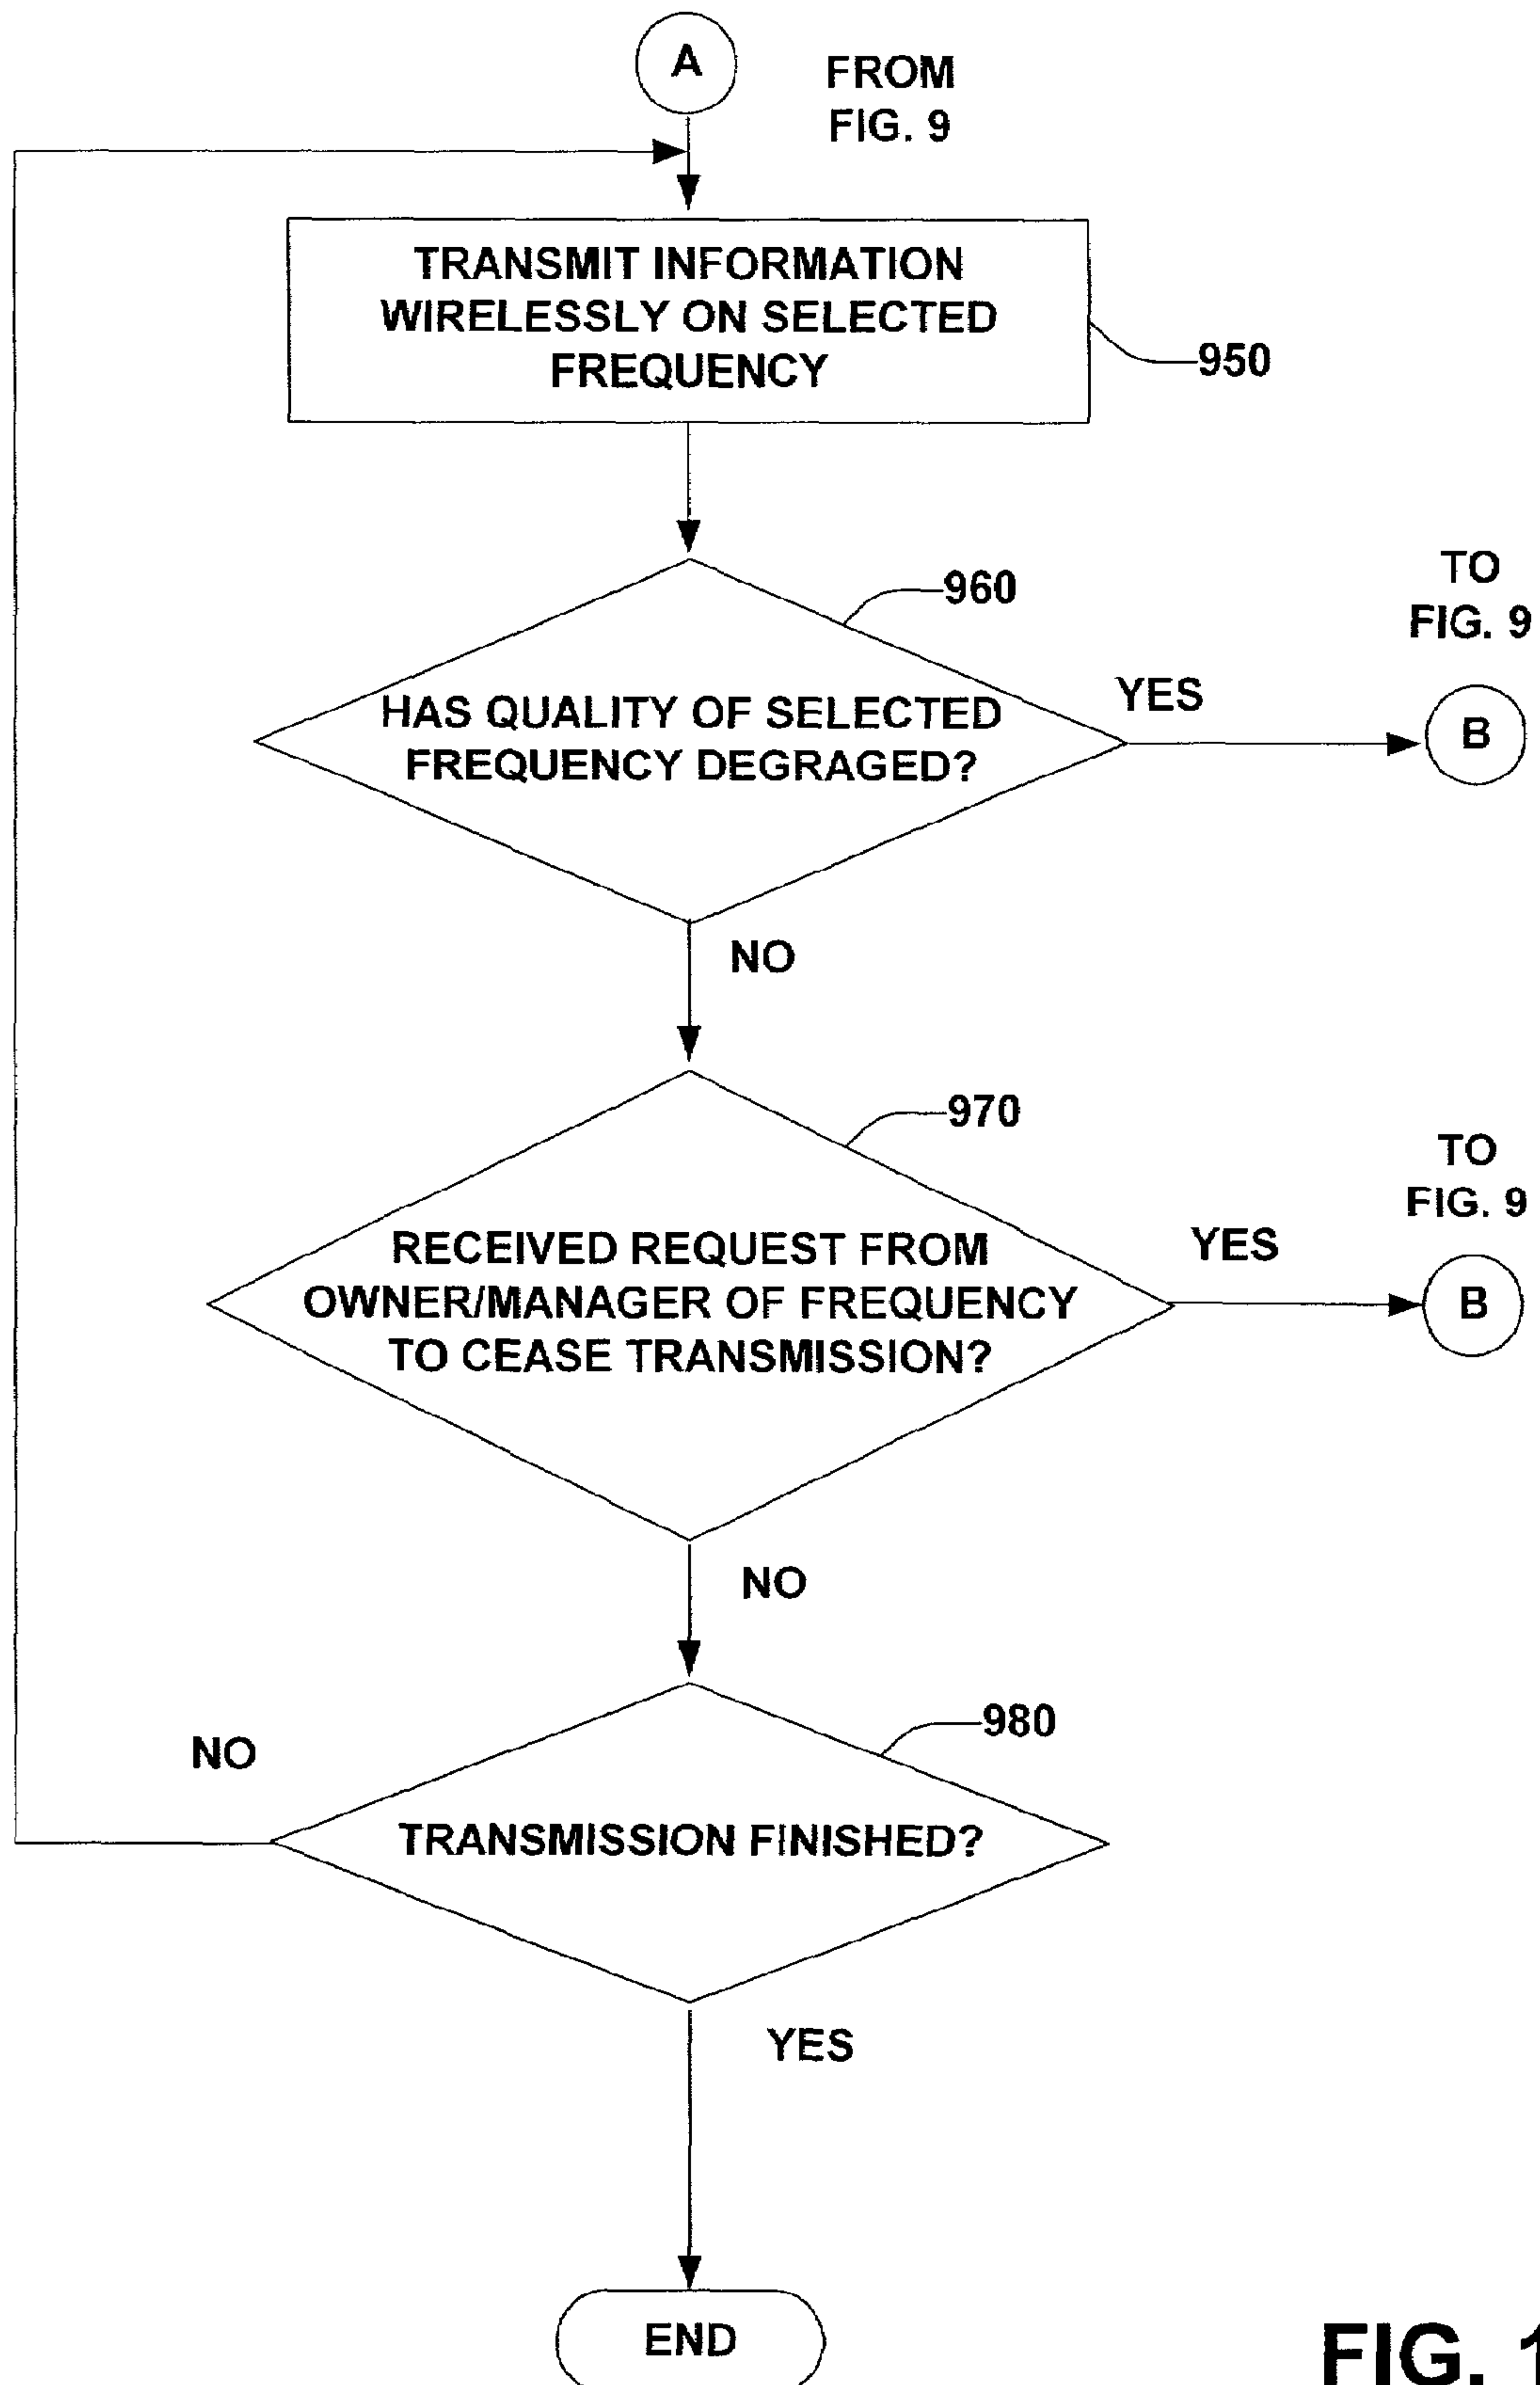 A
FROM
FIG. 9
TRANSMIT INFORMATION
WIRELESSLY ON SELECTED
FREQUENCY
950
960
TO
FIG. 9
HAS QUALITY OF SELECTED
FREQUENCY DEGRAGED?
YES
B
NO
970
TO
FIG. 9
RECEIVED REQUEST FROM
OWNER/MANAGER OF FREQUENCY
TO CEASE TRANSMISSION?
YES
B
NO
980
NO
TRANSMISSION FINISHED?
YES
END
FIG. 1